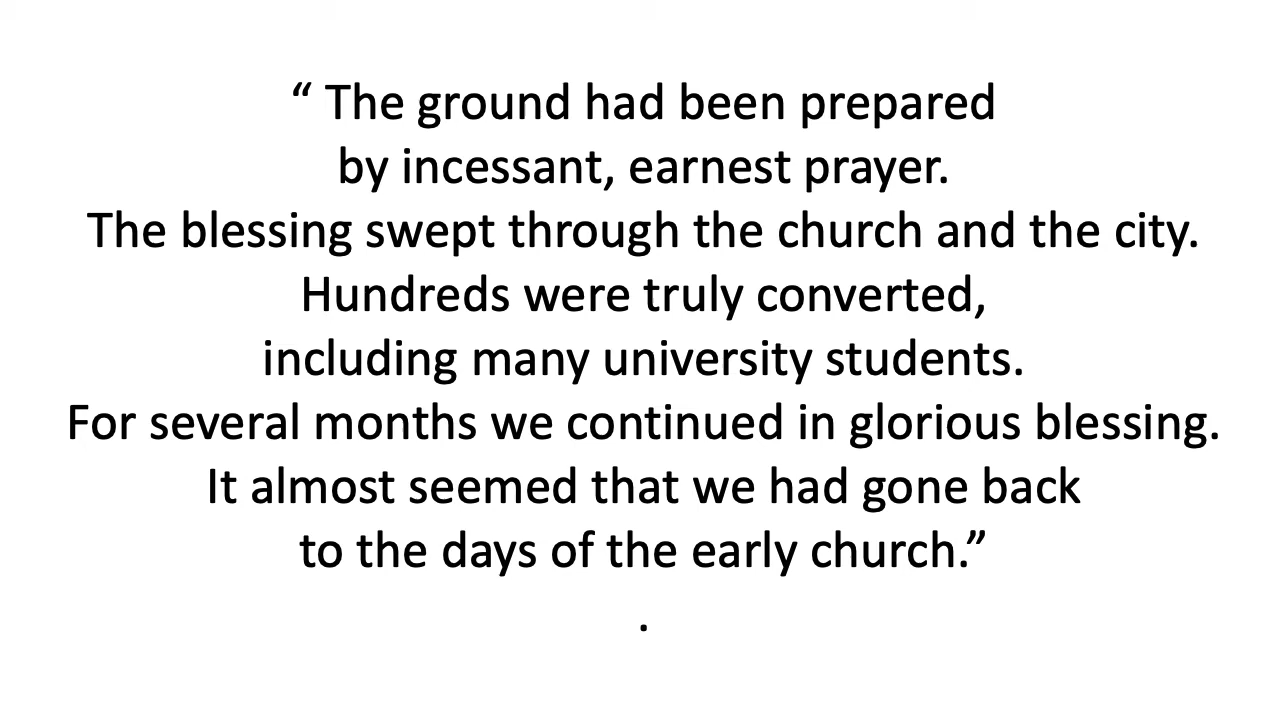 “ The ground had been prepared
by incessant, earnest prayer.
The blessing swept through the church and the city.
Hundreds were truly converted,
including many university students.
For several months we continued in glorious blessing.
It almost seemed that we had gone back
to the days of the early church.”
.